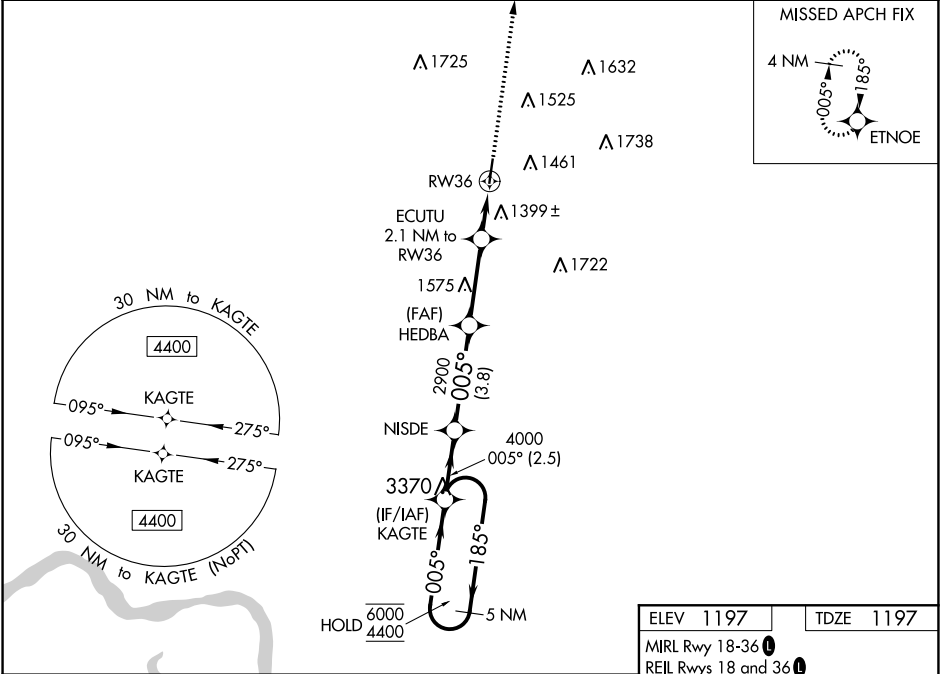 MISSED APCH FIX
4 NM
005°
185°
ETNOE
1725
1632
1525
1738
1461
RW36
1399 ±
ECUTU
2.1 NM to
RW36
1722
1575
(FAF)
HEDBA
2900
005°
(3.8)
NISDE
4000
005° (2.5)
3370
(IF/IAF)
KAGTE
005°
185°
HOLD
6000
4400
5 NM
30 NM to KAGTE
4400
KAGTE
095°
275°
095°
275°
KAGTE
4400
30 NM to KAGTE (NoPT)
ELEV 1197
TDZE 1197
MIRL Rwy 18-36 L
REIL Rwys 18 and 36 L